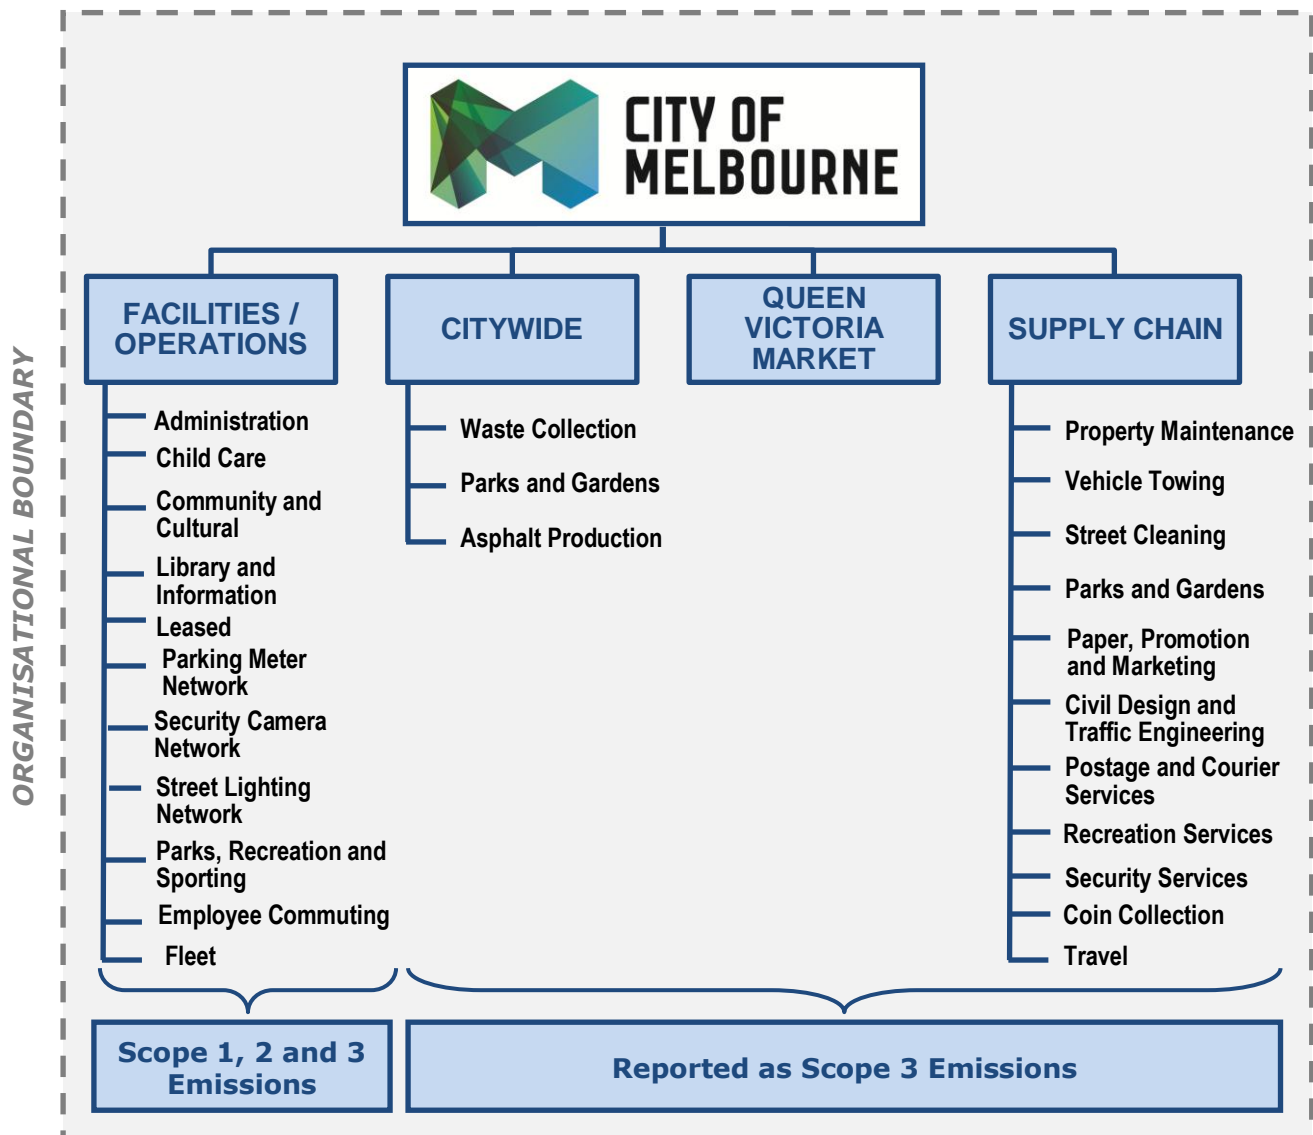 ORGANISATIONAL BOUNDARY
CITY OF
MELBOURNE
FACILITIES /
OPERATIONS
Administration
Child Care
Community and
Cultural
Library and
Information
Leased
Parking Meter
Network
Security Camera
Network
Street Lighting
Network
Parks, Recreation and
Sporting
Employee Commuting
Fleet
CITYWIDE
Waste Collection
Parks and Gardens
Asphalt Production
QUEEN
VICTORIA
MARKET
SUPPLY CHAIN
Property Maintenance
Vehicle Towing
Street Cleaning
Parks and Gardens
Paper, Promotion
and Marketing
Civil Design and
Traffic Engineering
Postage and Courier
Services
Recreation Services
Security Services
Coin Collection
Travel
Scope 1, 2 and 3
Emissions
Reported as Scope 3 Emissions